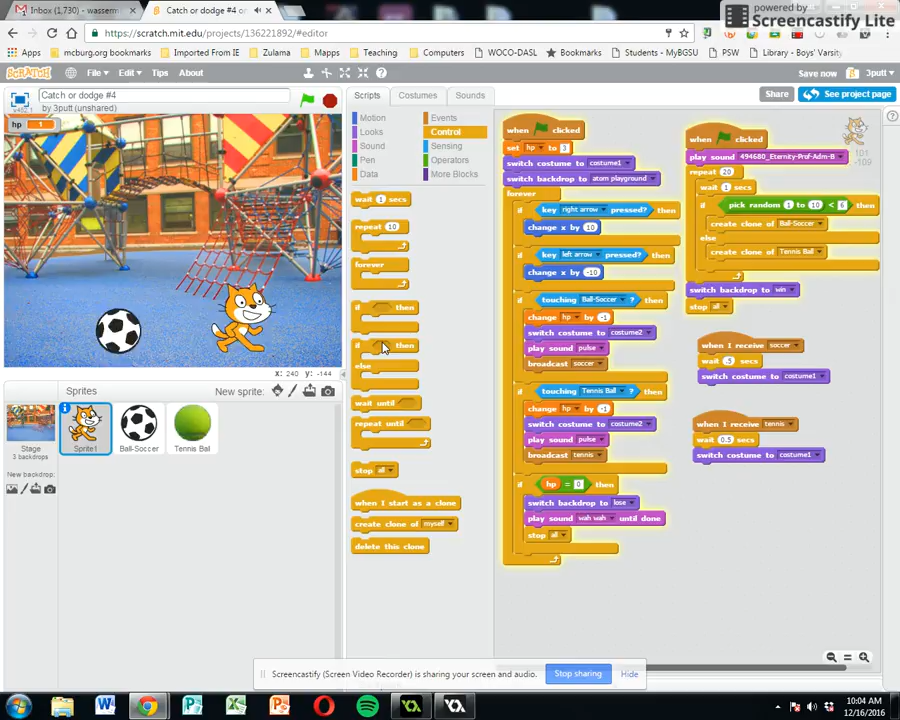 Inbox (1,730) - wasserm
Catch or dodge #4 o
powered by
Screencastify Lite
https://scratch.mit.edu/projects/136221892/#editor
Apps
mcburg.org bookmarks
Imported From IE
Zulama
Maps
Teaching
Computers
WOCO-DASL
Bookmarks
Students - MyBGSU
PSW
Library - Boys' Varsity
SCRATCH
File
Edit
Tips
About
Save now
3putt
Catch or dodge #4
by 3putt (unshared)
Scripts
Costumes
Sounds
Share
See project page
hp 1
Motion
Looks
Sound
Pen
Data
Events
Control
Sensing
Operators
More Blocks
wait 1 secs
repeat 10
forever
if then
if then
else
wait until
repeat until
stop all
when I start as a clone
create clone of myself
delete this clone
when clicked
set hp to 3
switch costume to costume1
switch backdrop to atom playground
forever
if key right arrow pressed? then
change x by 10
if key left arrow pressed? then
change x by -10
if touching Ball-Soccer ? then
change hp by -1
switch costume to costume2
play sound pulse
broadcast soccer
if touching Tennis Ball ? then
change hp by -1
switch costume to costume2
play sound pulse
broadcast tennis
if hp = 0 then
switch backdrop to lose
play sound wah wah until done
stop all
when clicked
play sound 494680_Eternity-Prof-Adm-B
repeat 20
wait 1 secs
if pick random 1 to 10 < 6 then
create clone of Ball-Soccer
else
create clone of Tennis Ball
switch backdrop to win
stop all
when I receive soccer
wait .5 secs
switch costume to costume1
when I receive tennis
wait 0.5 secs
switch costume to costume1
101
-109
x: 240 y: -144
Sprites
New sprite:
Stage
3 backdrops
Sprite1
Ball-Soccer
Tennis Ball
New backdrop:
Screencastify (Screen Video Recorder) is sharing your screen and audio.
Stop sharing
Hide
10:04 AM
12/16/2016